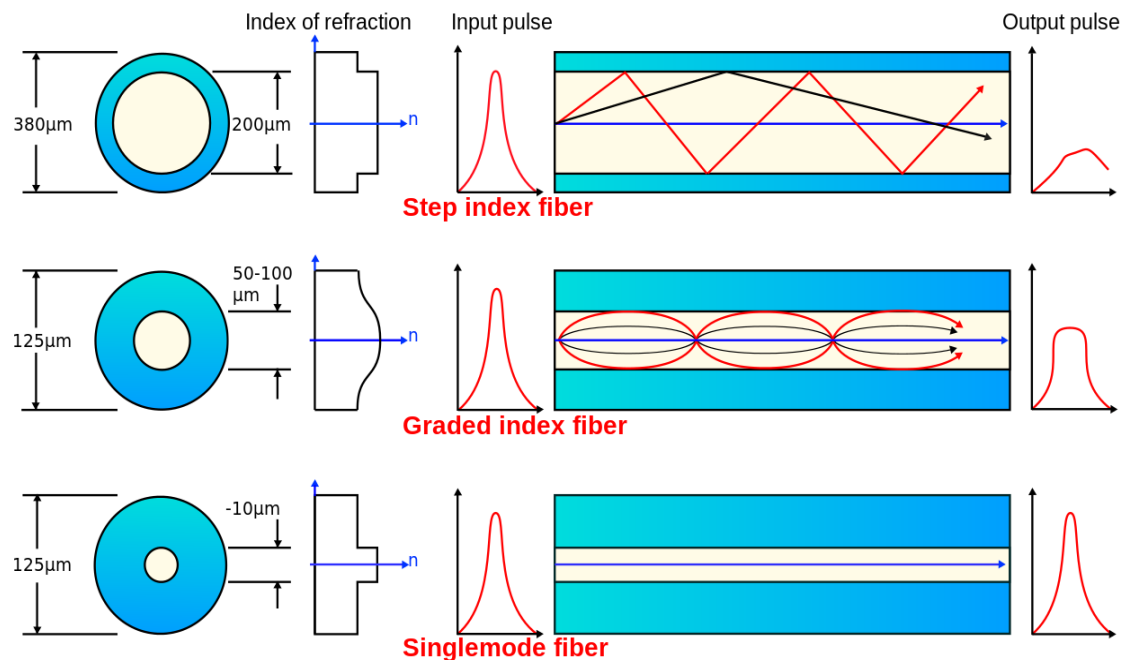 Index of refraction
Input pulse
Output pulse
380μm
200μm
n
Step index fiber
50-100
μm
125μm
n
Graded index fiber
-10μm
125μm
n
Singlemode fiber